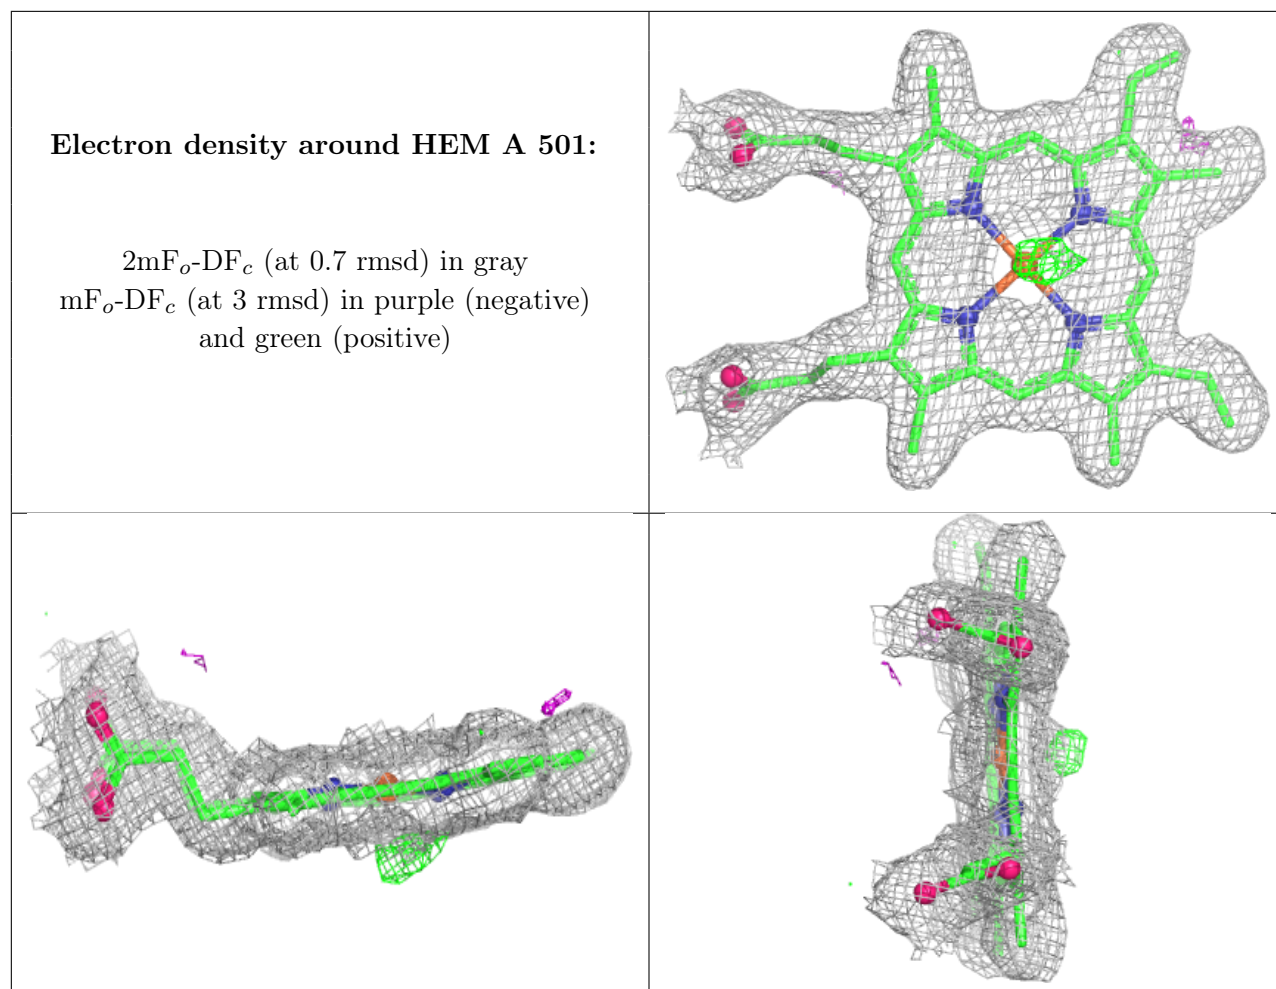 Electron density around HEM A 501:
2mFo-DFc (at 0.7 rmsd) in gray
mFo-DFc (at 3 rmsd) in purple (negative)
and green (positive)